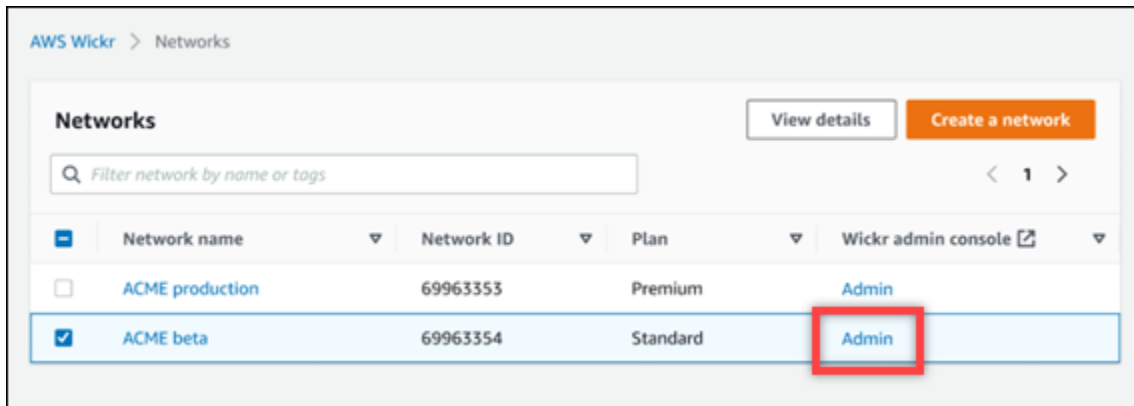 AWS Wickr > Networks
Networks View details Create a network
Filter network by name or tags < 1 >
Network name Network ID Plan Wickr admin console
ACME production 69963353 Premium Admin
ACME beta 69963354 Standard Admin